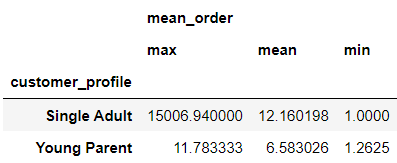 mean_order
max mean min
customer_profile
Single Adult 15006.940000 12.160198 1.0000
Young Parent 11.783333 6.583026 1.2625